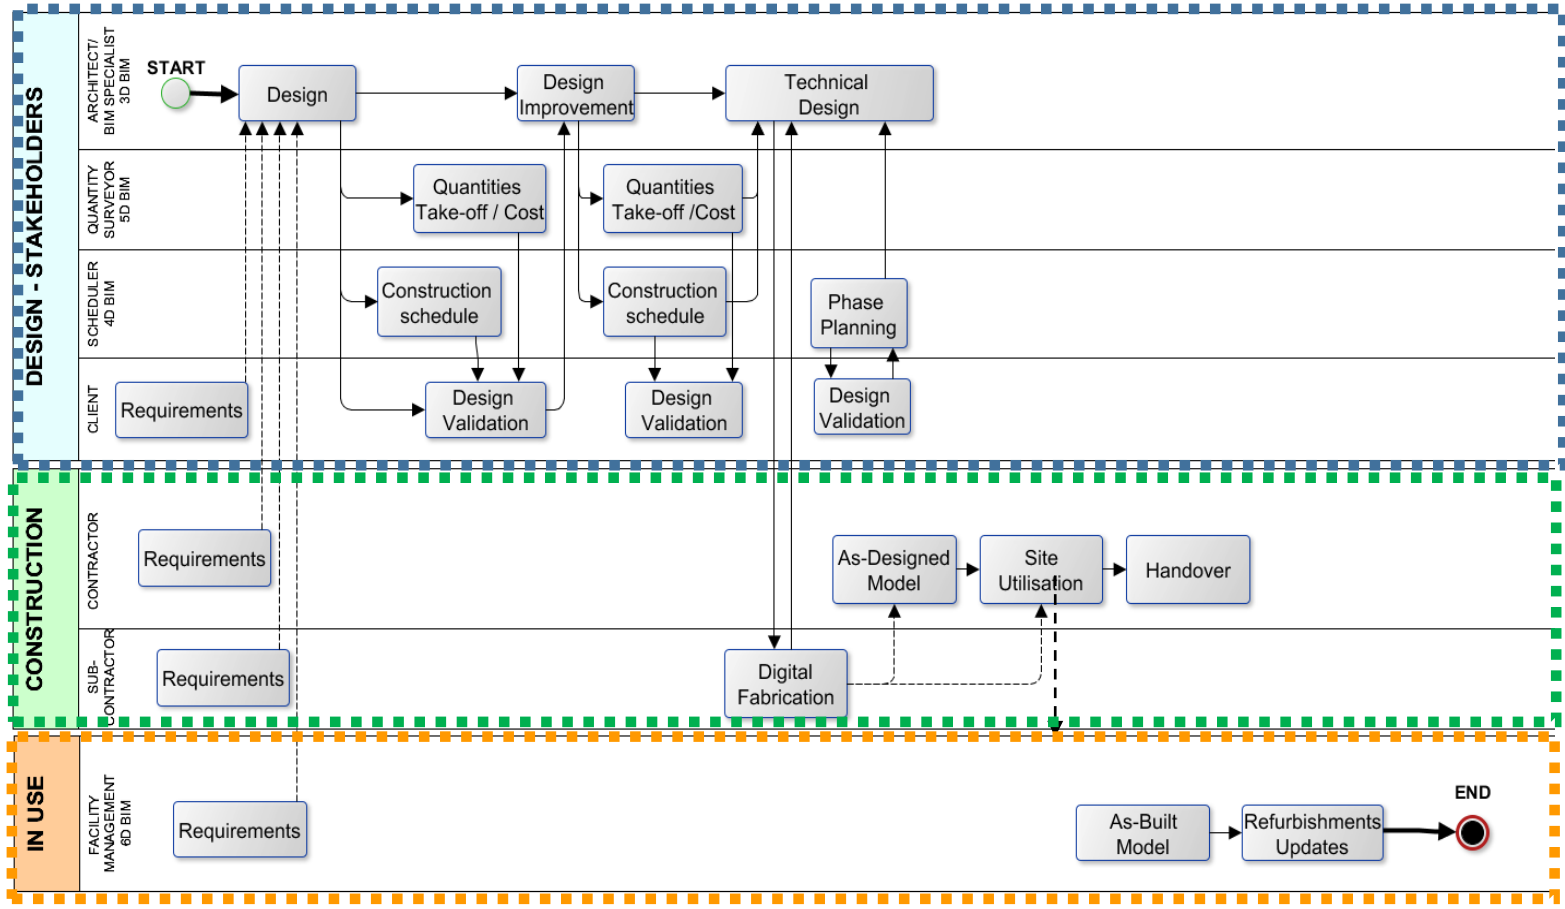 DESIGN - STAKEHOLDERS
ARCHITECT/
BIM SPECIALIST
3D BIM
START
Design
Design
Improvement
Technical
Design
QUANTITY
SURVEYOR
5D BIM
Quantities
Take-off / Cost
Quantities
Take-off /Cost
SCHEDULER
4D BIM
Construction
schedule
Construction
schedule
Phase
Planning
CLIENT
Requirements
Design
Validation
Design
Validation
Design
Validation
CONSTRUCTION
CONTRACTOR
Requirements
As-Designed
Model
Site
Utilisation
Handover
SUB-
CONTRACTOR
Requirements
Digital
Fabrication
IN USE
FACILITY
MANAGEMENT
6D BIM
Requirements
As-Built
Model
Refurbishments
Updates
END